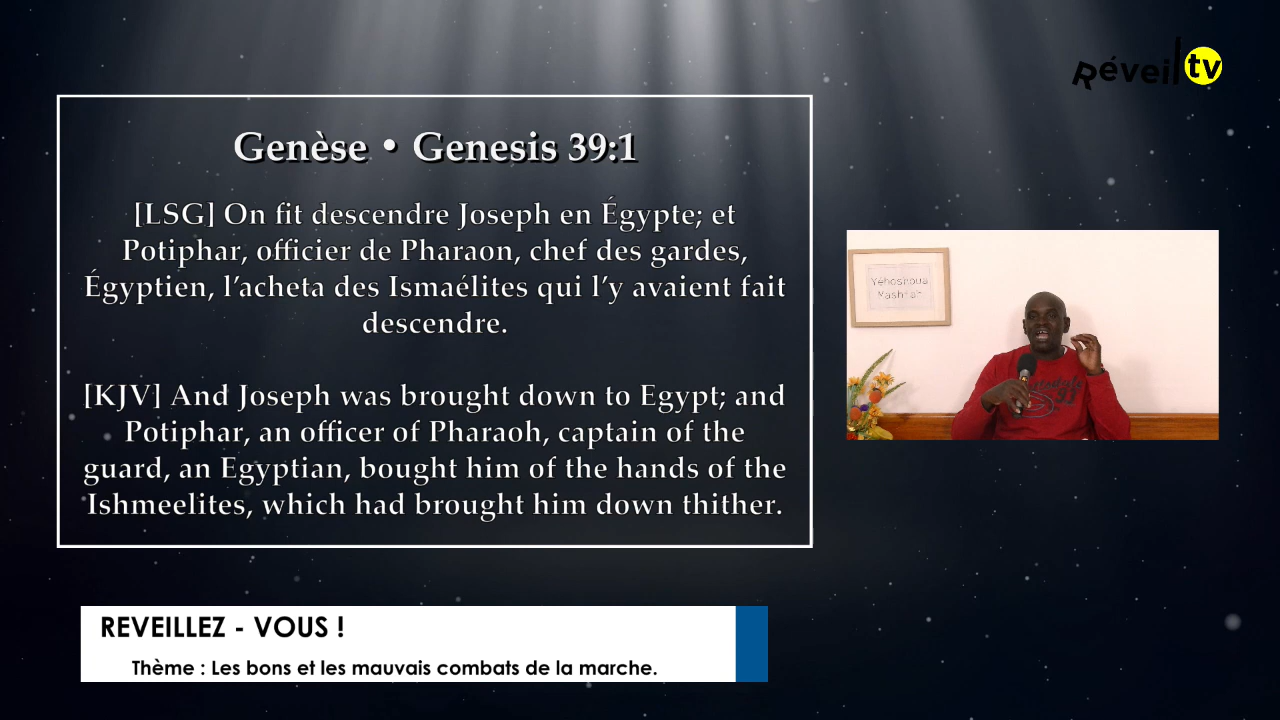 Réveil tv
Genèse • Genesis 39:1
[LSG] On fit descendre Joseph en Égypte; et
Potiphar, officier de Pharaon, chef des gardes,
Égyptien, l’acheta des Ismaélites qui l’y avaient fait
descendre.
[KJV] And Joseph was brought down to Egypt; and
Potiphar, an officer of Pharaoh, captain of the
guard, an Egyptian, bought him of the hands of the
Ishmeelites, which had brought him down thither.
Yéhoshoua
93
REVEILLEZ - VOUS !
Thème : Les bons et les mauvais combats de la marche.